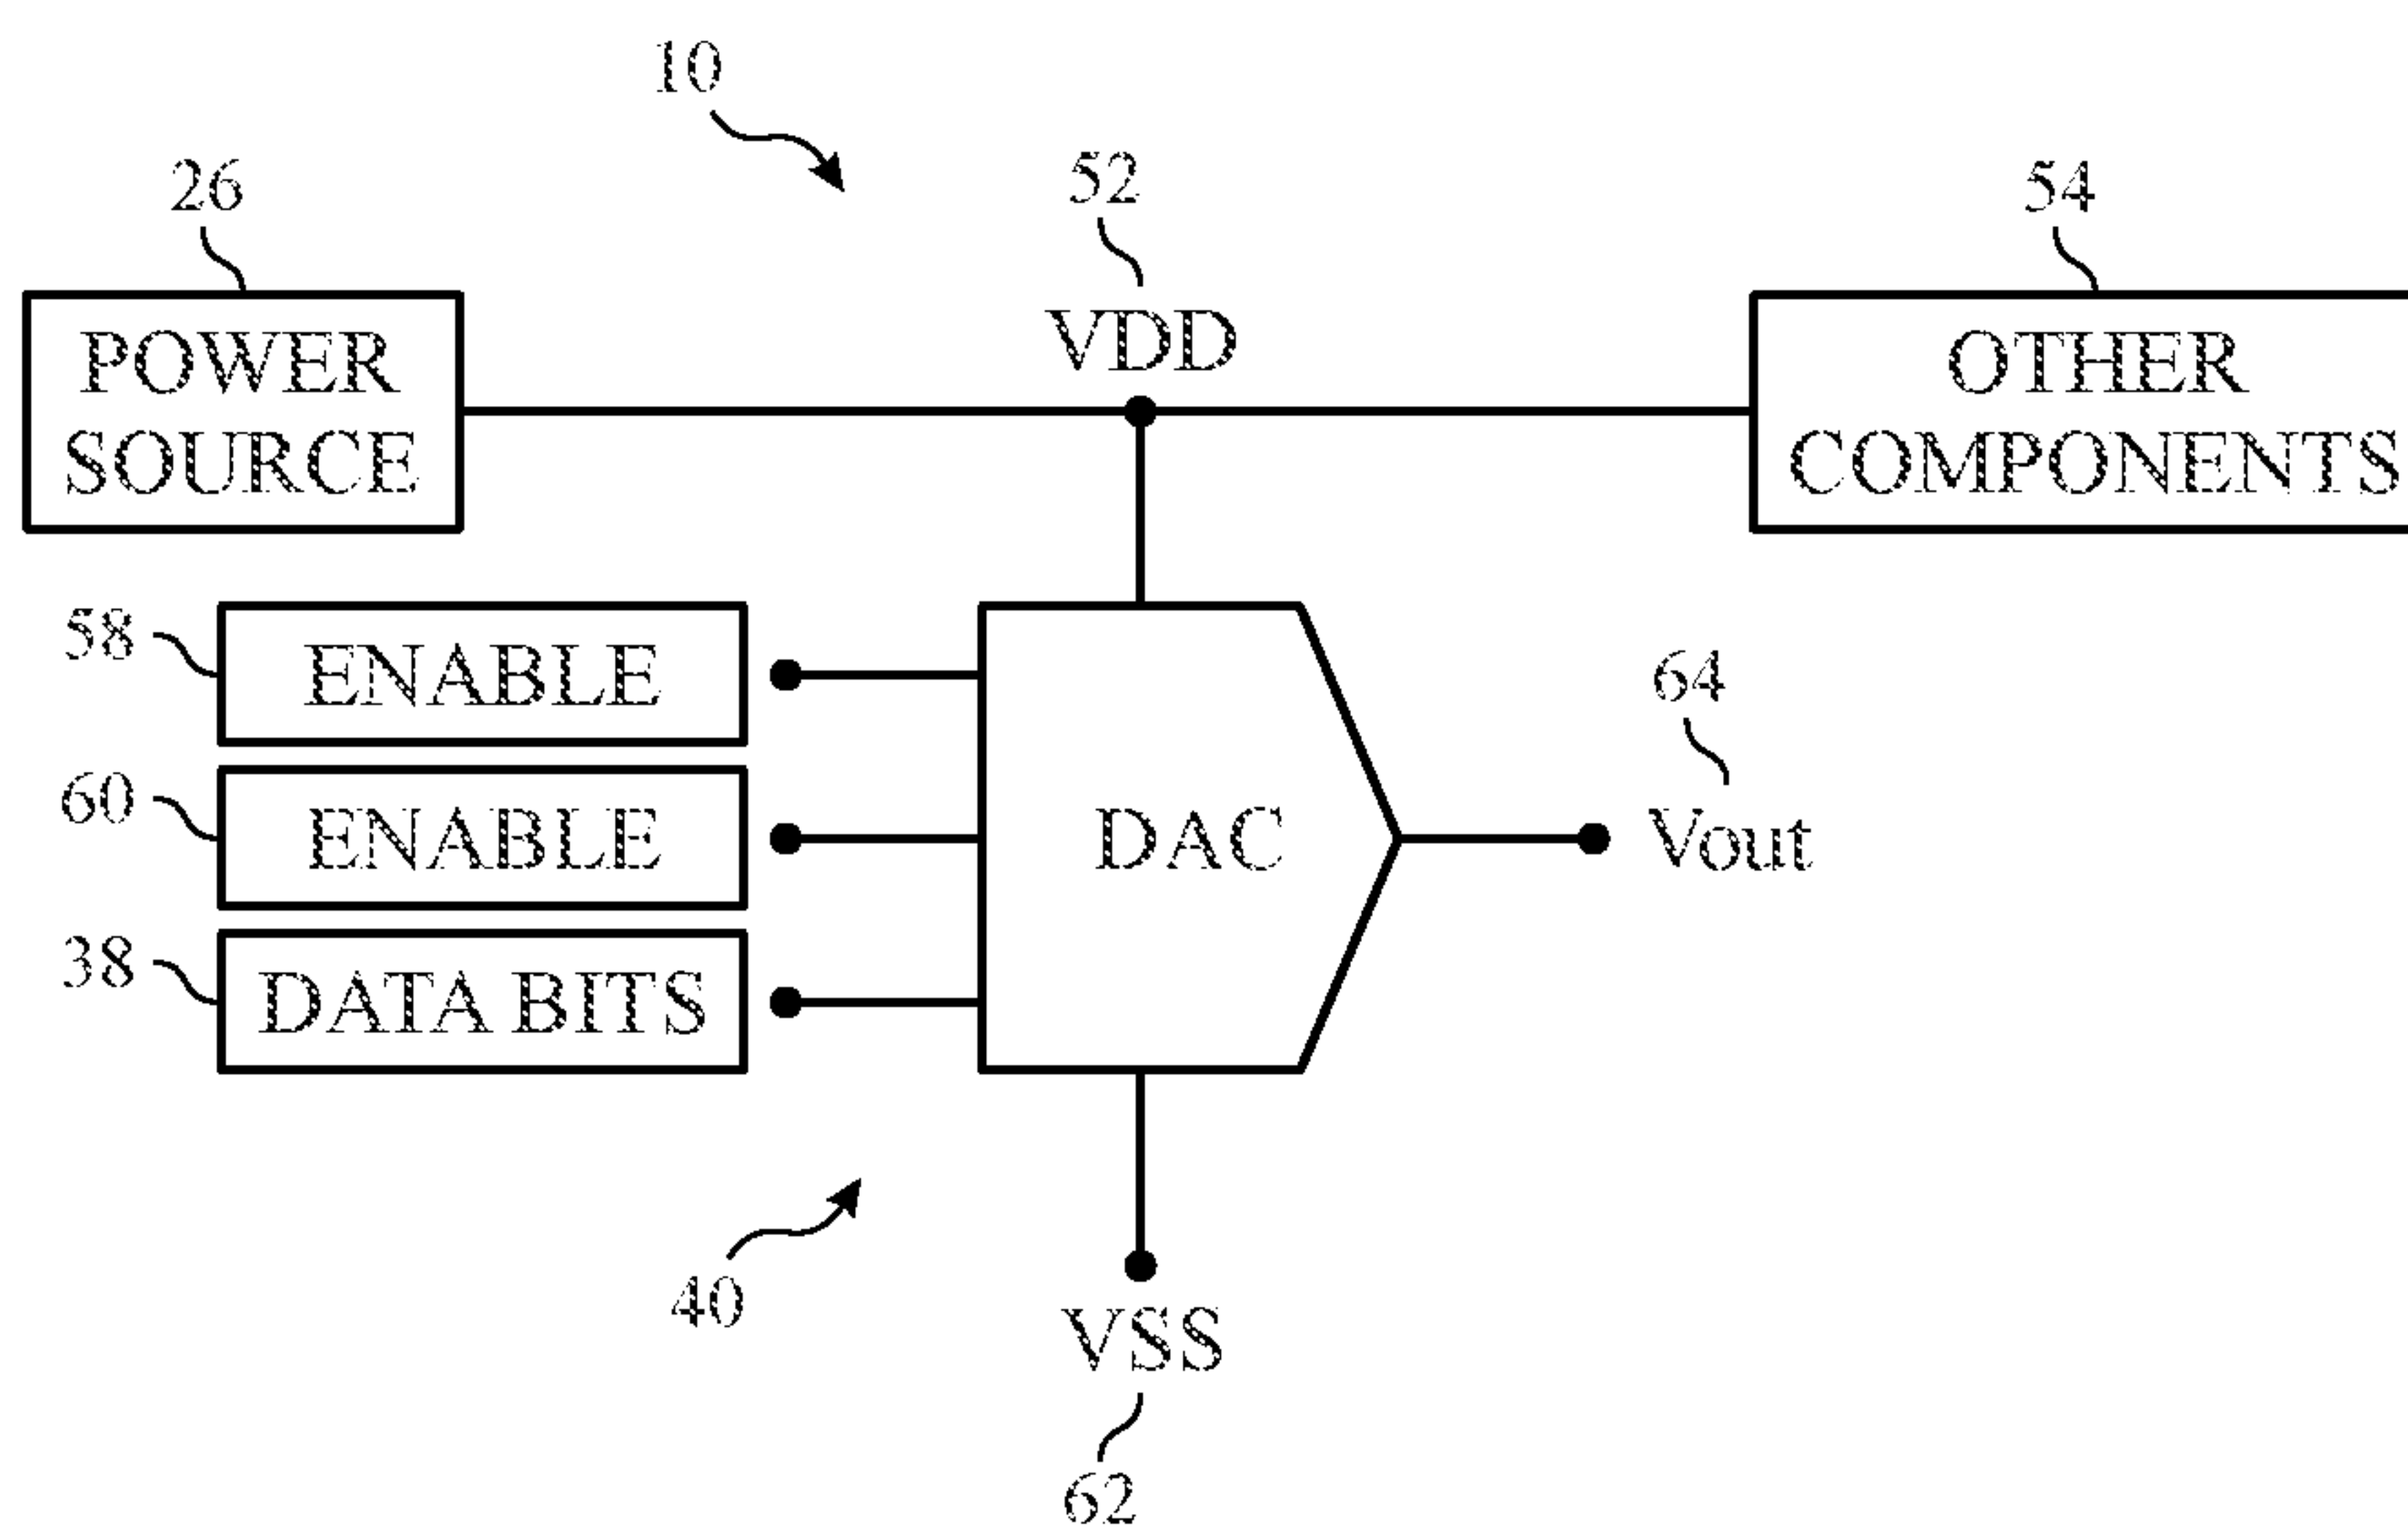 10
26
52
54
POWER
SOURCE
VDD
OTHER
COMPONENTS
58
ENABLE
64
60
ENABLE
DAC
Vout
38
DATA BITS
40
VSS
62